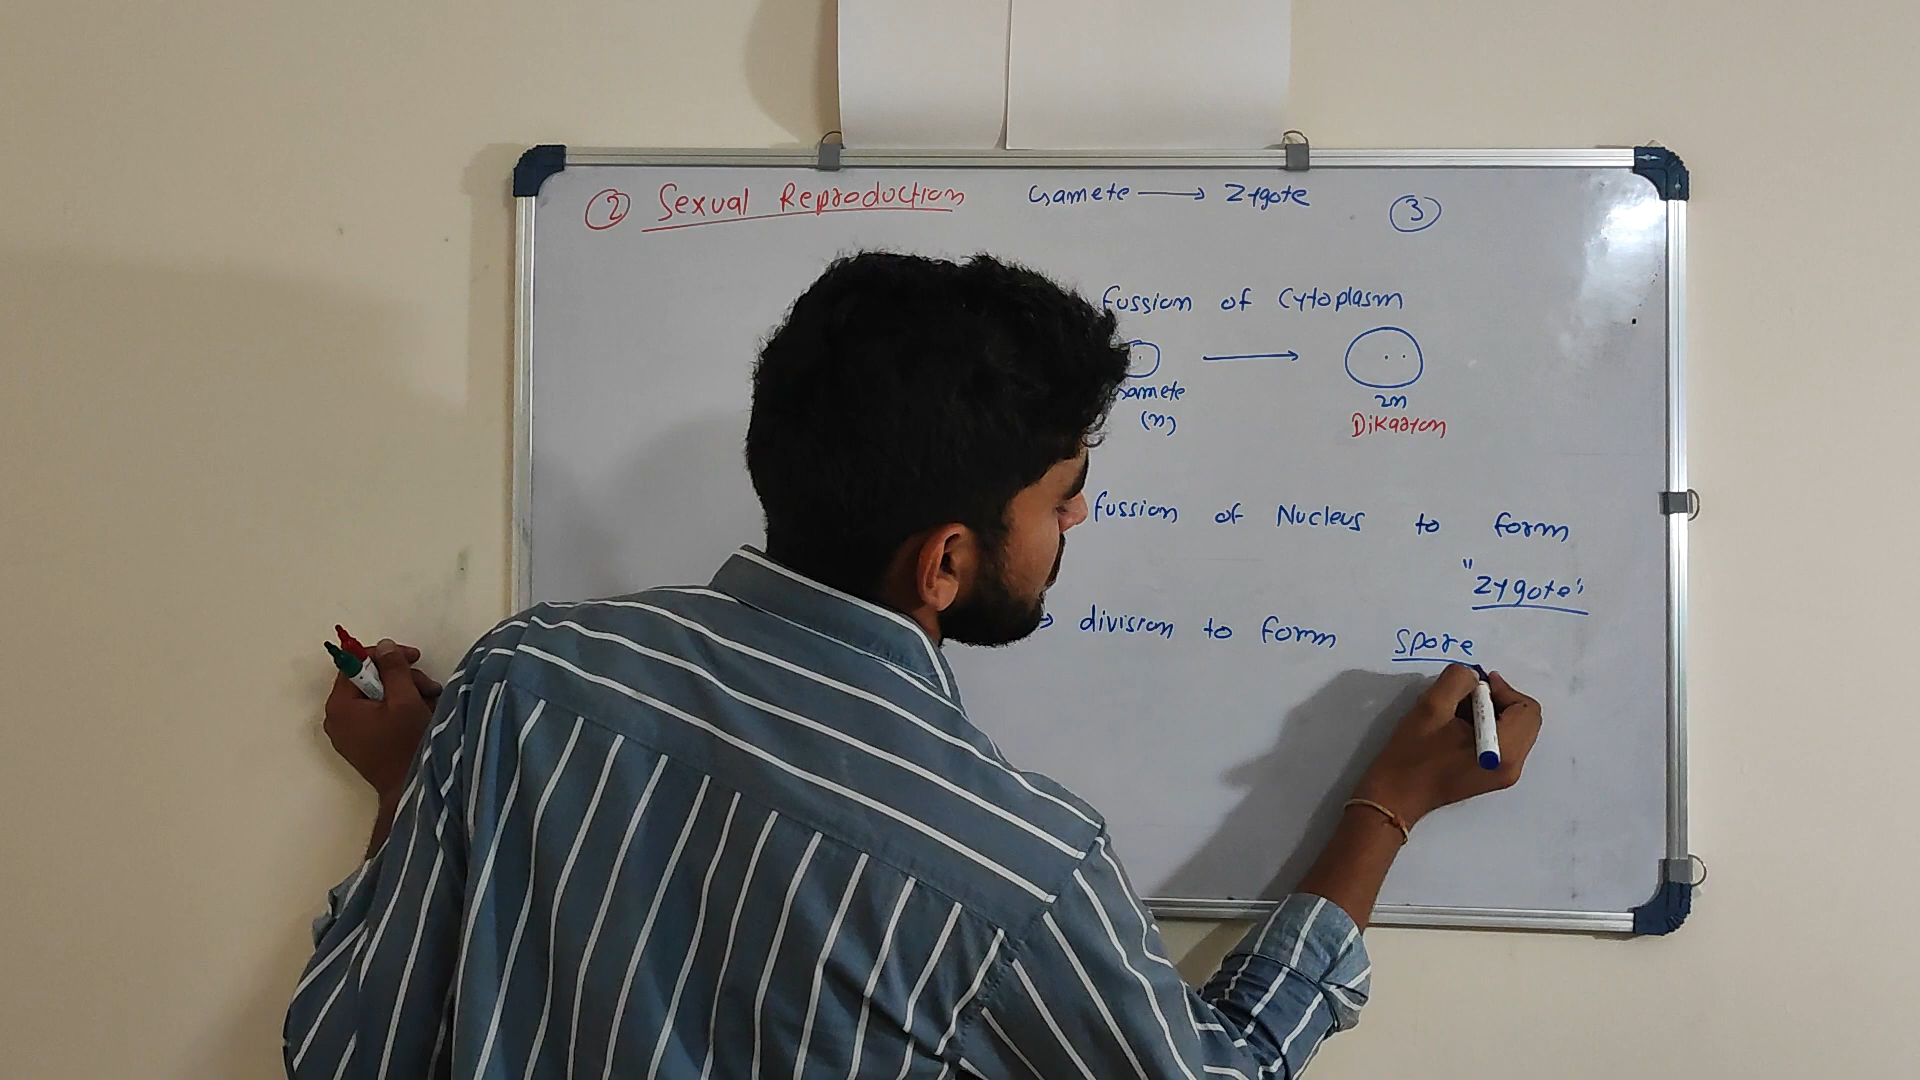 ② Sexual Reproduction Gamete → Zygote ③
fussion of Cytoplasm
(n)
2n
Dikaryon
fussion of Nucleus to form
"Zygote"
→ division to form Spore